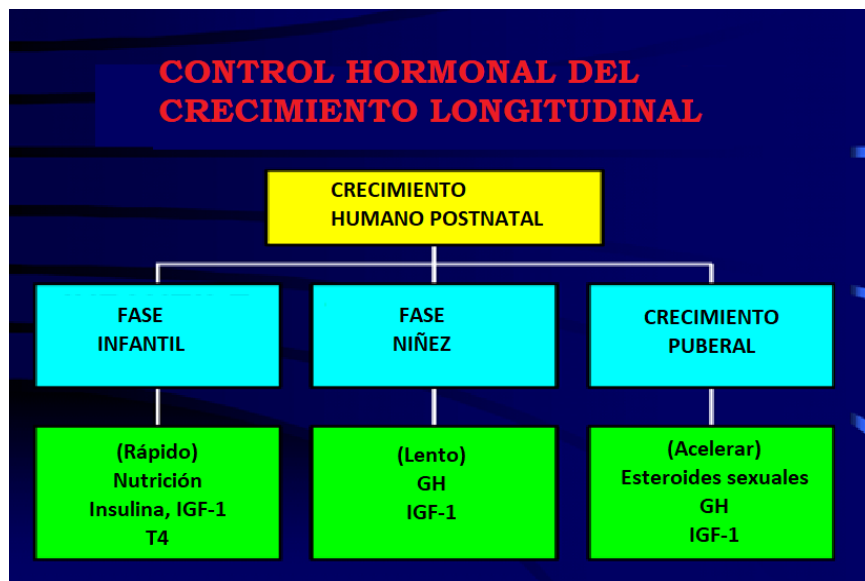 CONTROL HORMONAL DEL
CRECIMIENTO LONGITUDINAL
CRECIMIENTO
HUMANO POSTNATAL
FASE
INFANTIL
FASE
NIÑEZ
CRECIMIENTO
PUBERAL
(Rápido)
Nutrición
Insulina, IGF-1
T4
(Lento)
GH
IGF-1
(Acelerar)
Esteroides sexuales
GH
IGF-1